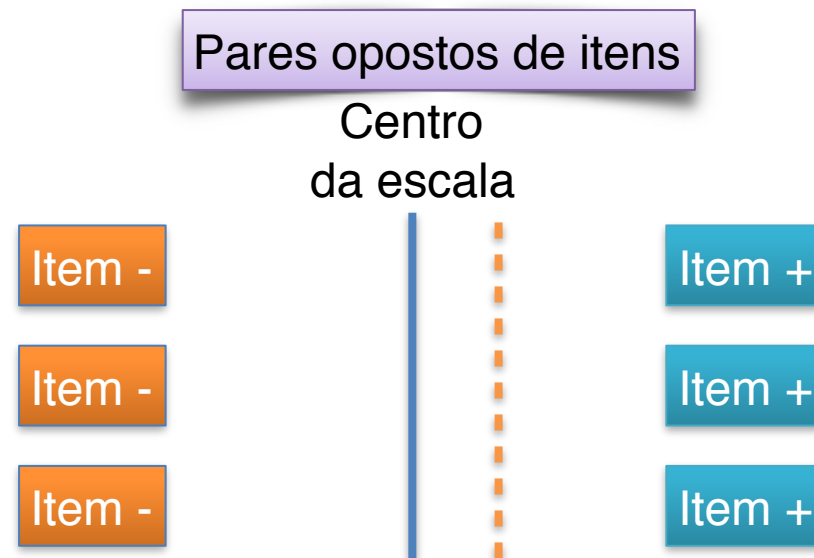 Pares opostos de itens
Centro
da escala
Item -
Item +
Item -
Item +
Item -
Item +